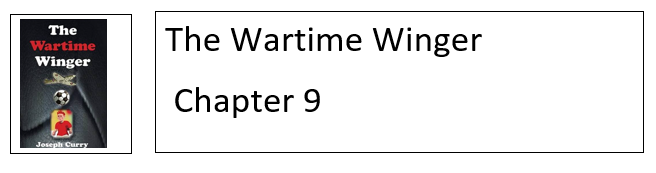 The
Wartime
Winger
Joseph Curry
The Wartime Winger
Chapter 9